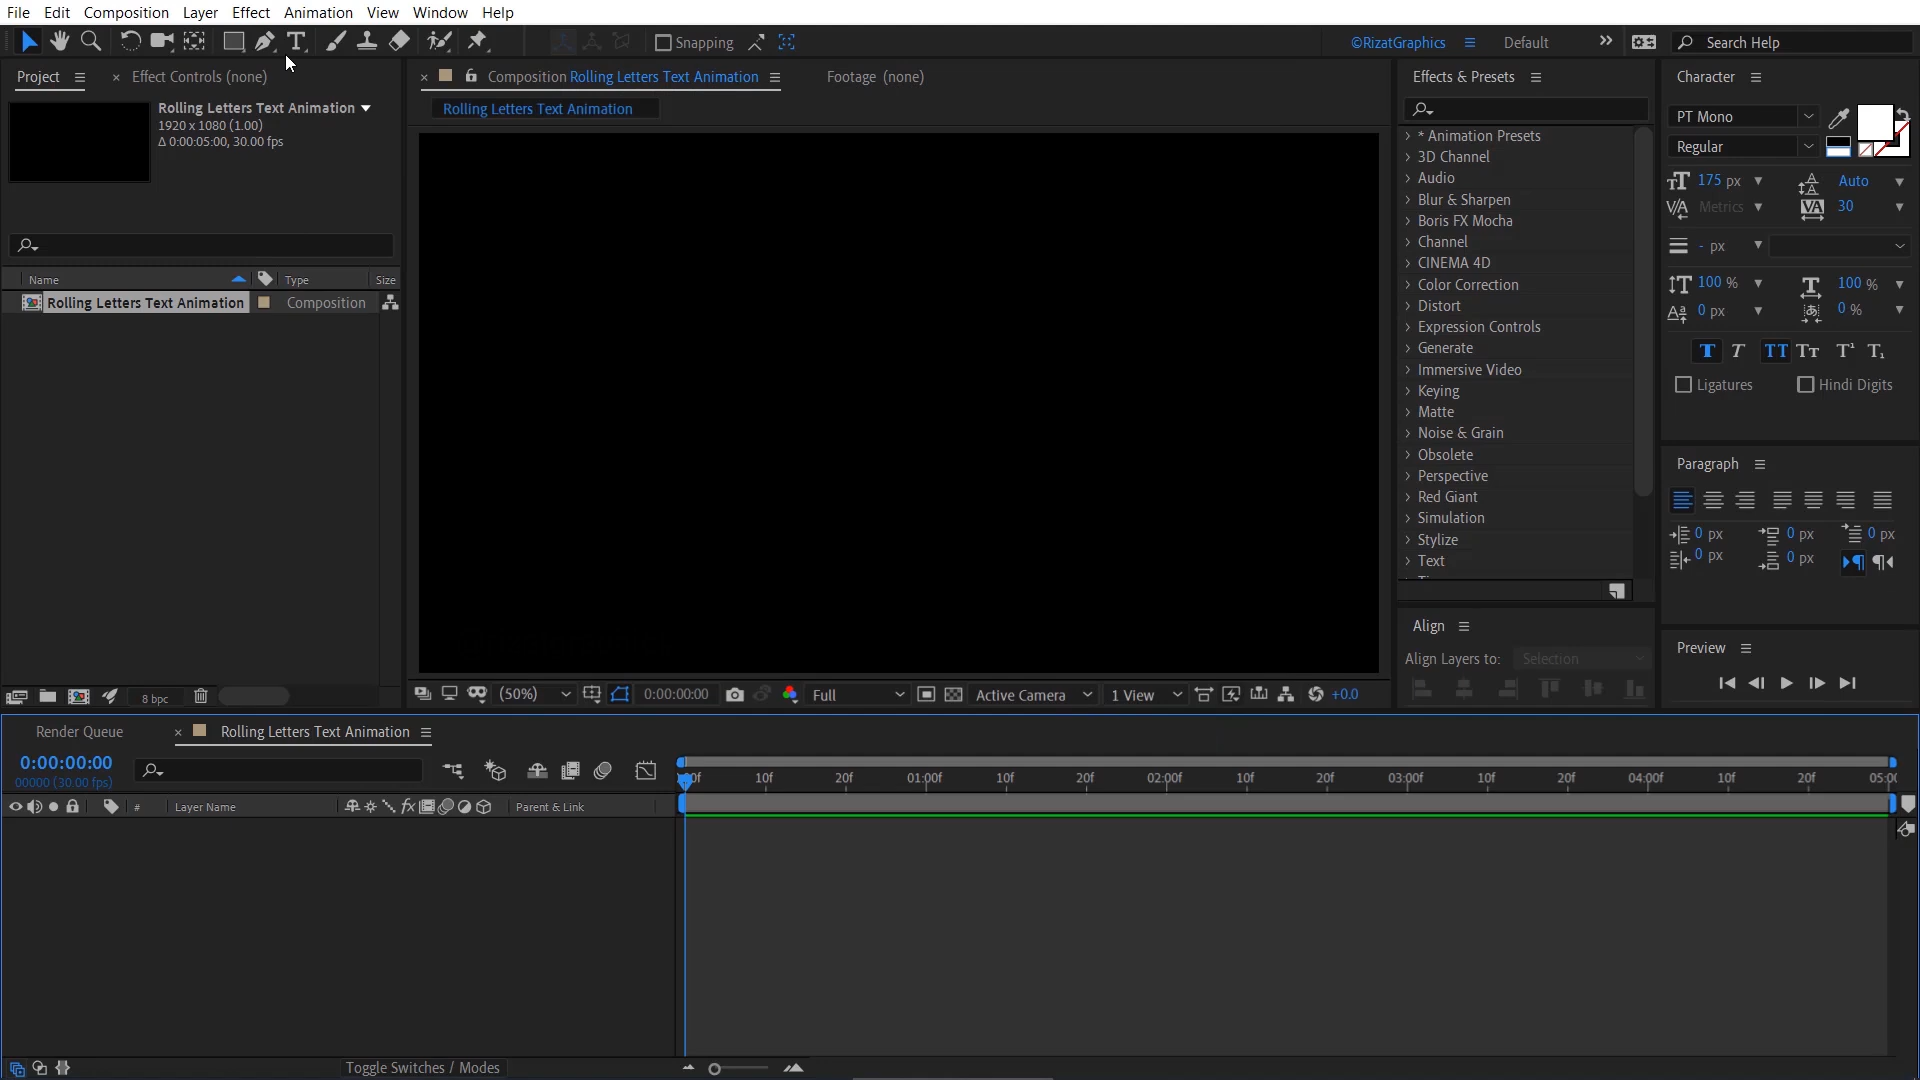 File Edit Composition Layer Effect Animation View Window Help
Snapping
©RizatGraphics Default
Search Help
Project Effect Controls (none)
Composition Rolling Letters Text Animation Footage (none)
Effects & Presets
Character
Rolling Letters Text Animation
1920 x 1080 (1.00)
Δ 0:00:05:00, 30.00 fps
Rolling Letters Text Animation
Name Type Size
Rolling Letters Text Animation Composition
8 bpc
* Animation Presets
3D Channel
Audio
Blur & Sharpen
Boris FX Mocha
Channel
CINEMA 4D
Color Correction
Distort
Expression Controls
Generate
Immersive Video
Keying
Matte
Noise & Grain
Obsolete
Perspective
Red Giant
Simulation
Stylize
Text
PT Mono
Regular
175 px Auto
Metrics 30
- px
100 % 100 %
0 px 0 %
T T TT Tт T¹ T₁
Ligatures Hindi Digits
Paragraph
0 px 0 px 0 px
0 px 0 px
Align
Align Layers to: Selection
Preview
(50%) 0:00:00:00 Full Active Camera 1 View +0.0
Render Queue Rolling Letters Text Animation
0:00:00:00
00000 (30.00 fps)
10f 20f 01:00f 10f 20f 02:00f 10f 20f 03:00f 10f 20f 04:00f 10f 20f
# Layer Name fx Parent & Link
Toggle Switches / Modes